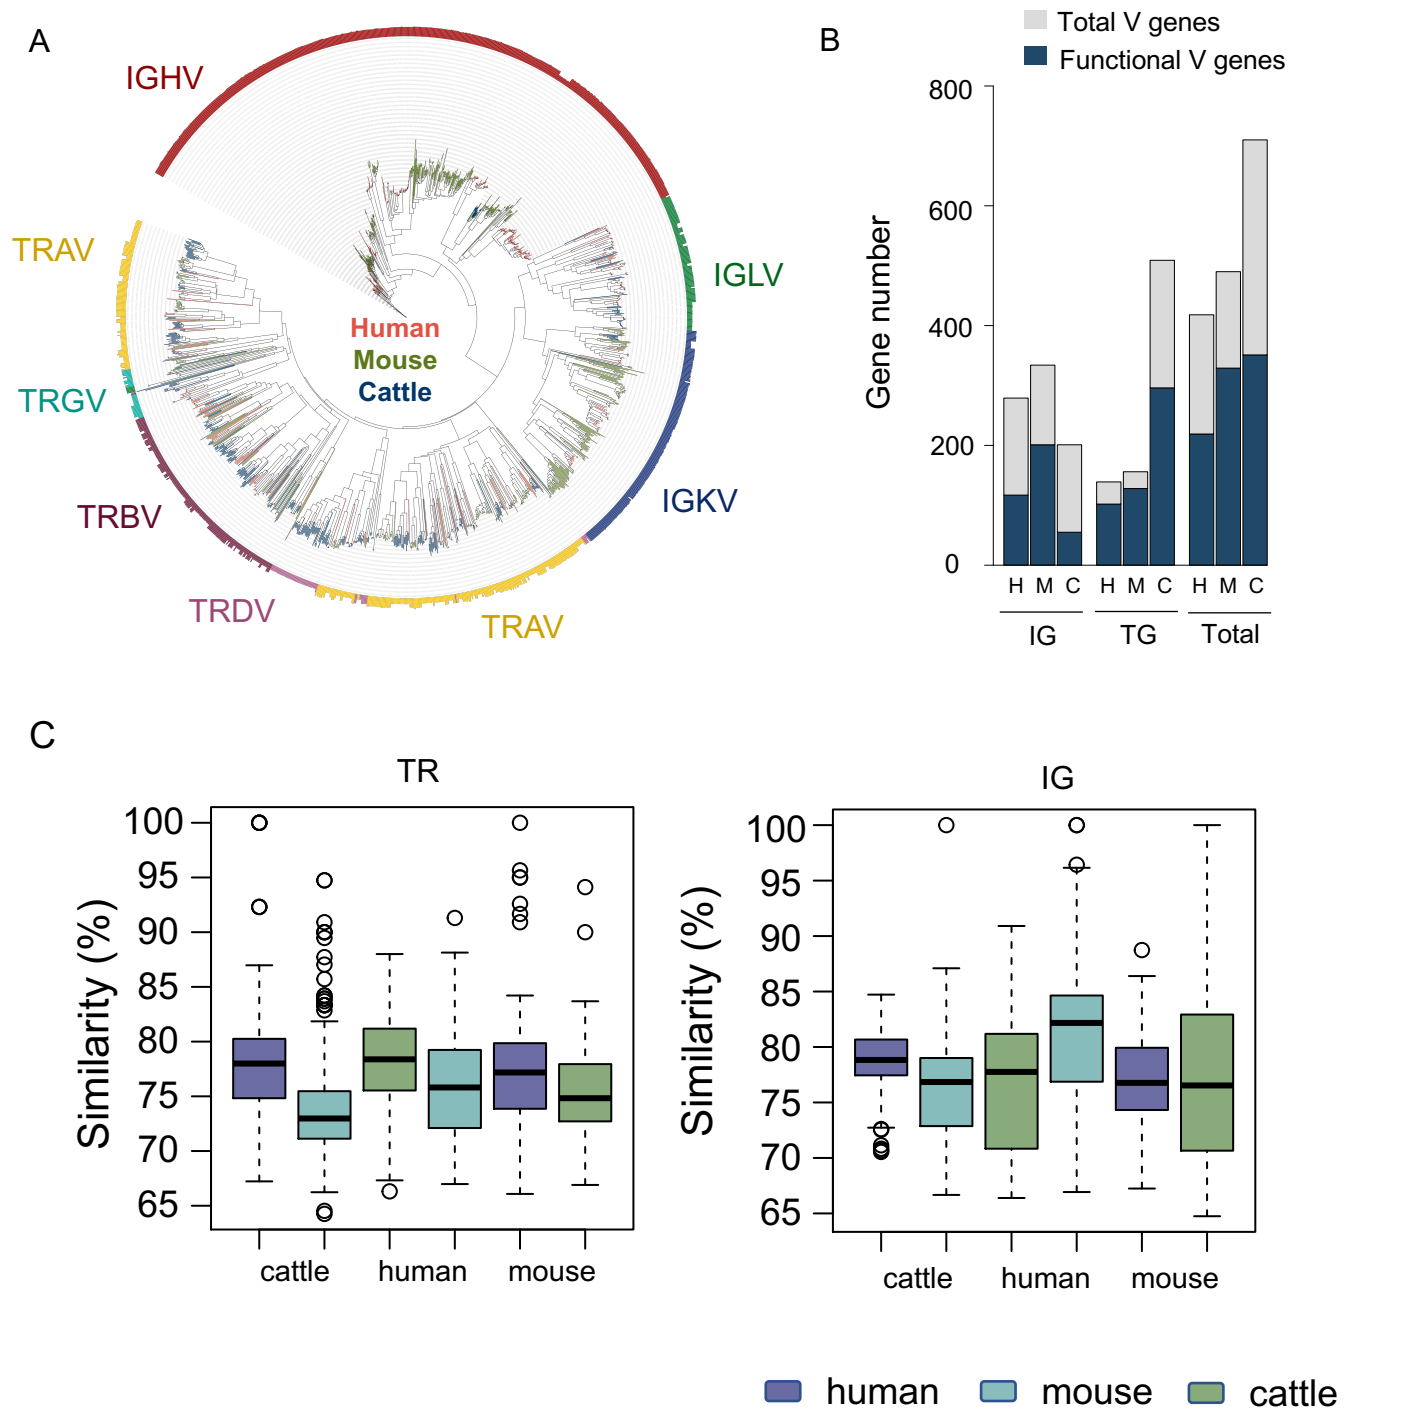 A
IGHV
TRAV
TRGV
TRBV
TRDV
TRAV
IGKV
IGLV
Human
Mouse
Cattle
B
Total V genes
Functional V genes
Gene number
800
600
400
200
0
H M C H M C H M C
IG TG Total
C
TR
Similarity (%)
100
95
90
85
80
75
70
65
cattle human mouse
IG
Similarity (%)
100
95
90
85
80
75
70
65
cattle human mouse
human mouse cattle